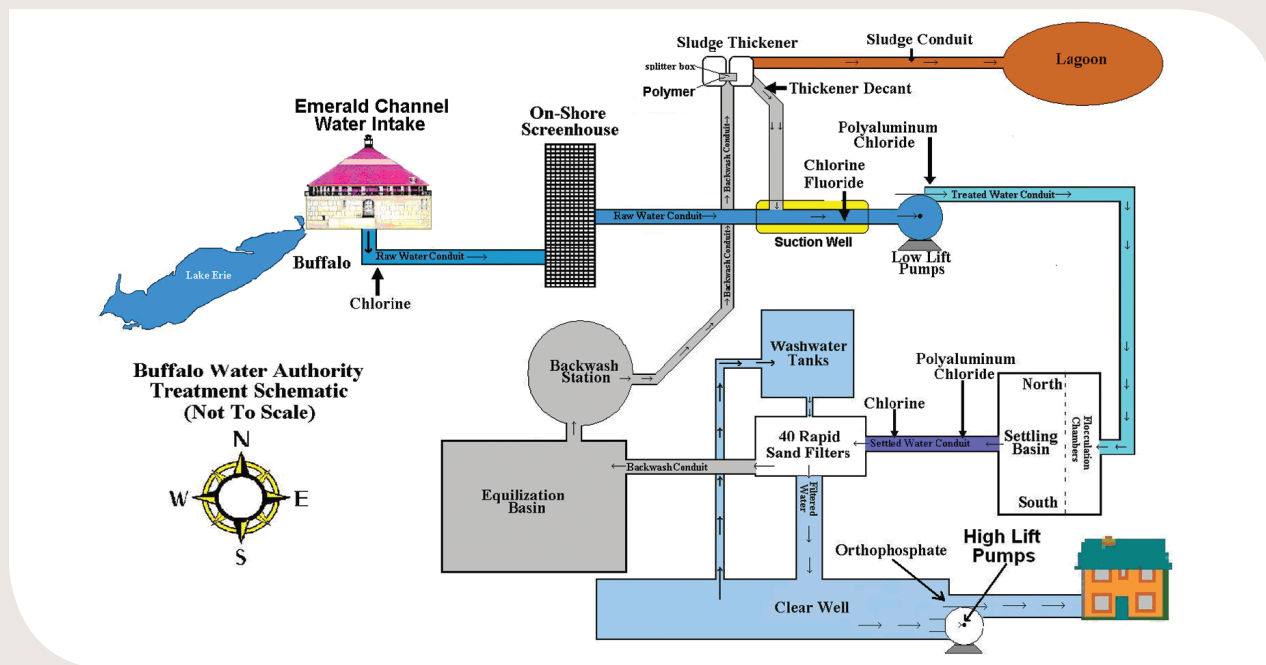 Sludge Thickener
splitter box
Polymer
Sludge Conduit
Lagoon
Thickener Decant
Emerald Channel
Water Intake
On-Shore
Screenhouse
Polyaluminum
Chloride
Chlorine
Fluoride
Backwash Conduit
Raw Water Conduit
Treated Water Conduit
Suction Well
Low Lift
Pumps
Lake Erie
Buffalo
Raw Water Conduit
Chlorine
Backwash Conduit
Buffalo Water Authority
Treatment Schematic
(Not To Scale)
N
W
E
S
Backwash
Station
Washwater
Tanks
Polyaluminum
Chloride
Chlorine
North
Settling
Basin
South
Flocculation
Chambers
40 Rapid
Sand Filters
Settled Water Conduit
Backwash Conduit
Equilization
Basin
Filtered
Water
Orthophosphate
High Lift
Pumps
Clear Well